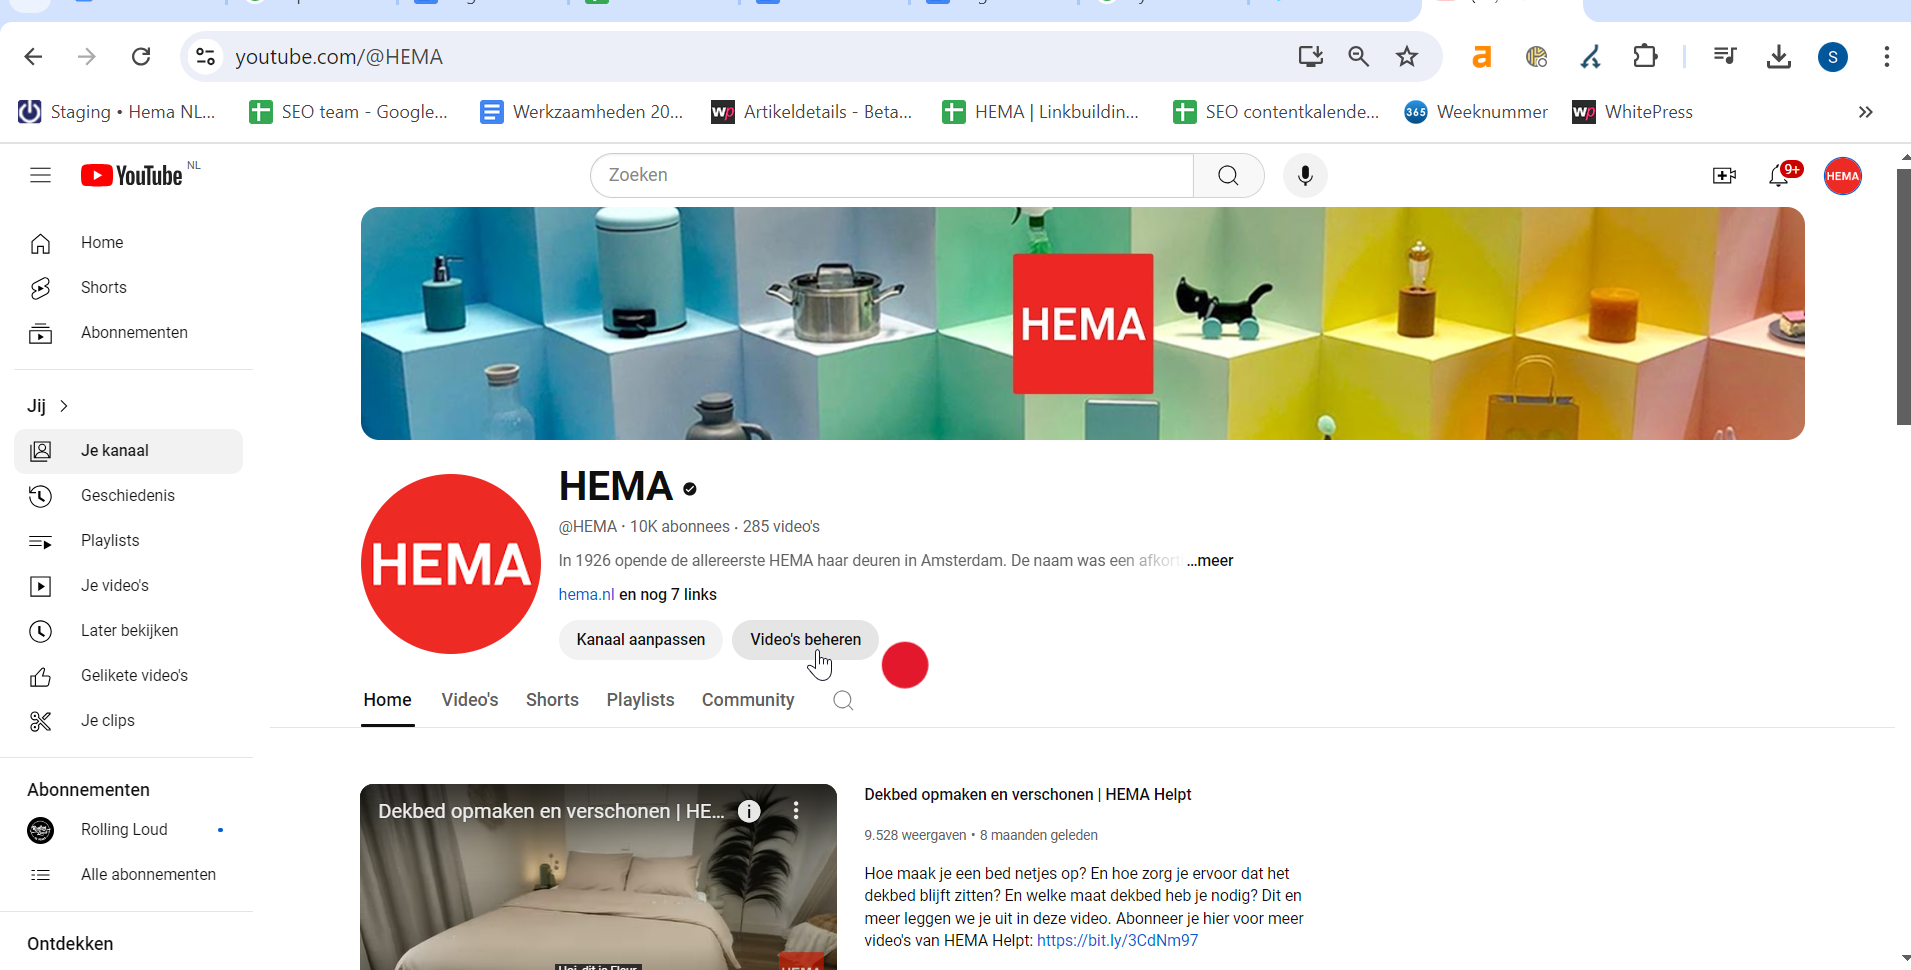 youtube.com/@HEMA
S
Staging • Hema NL...
SEO team - Google...
Werkzaamheden 20...
Artikeldetails - Beta...
HEMA | Linkbuildin...
SEO contentkalende...
365
Weeknummer
WhitePress
YouTube NL
Zoeken
9+
HEMA
Home
Shorts
Abonnementen
Jij
Je kanaal
Geschiedenis
Playlists
Je video's
Later bekijken
Gelikete video's
Je clips
Abonnementen
Rolling Loud
Alle abonnementen
Ontdekken
HEMA
HEMA
HEMA
@HEMA · 10K abonnees · 285 video's
In 1926 opende de allereerste HEMA haar deuren in Amsterdam. De naam was een afkort ...meer
hema.nl en nog 7 links
Kanaal aanpassen
Video's beheren
Home
Video's
Shorts
Playlists
Community
Dekbed opmaken en verschonen | HE...
Dekbed opmaken en verschonen | HEMA Helpt
9.528 weergaven • 8 maanden geleden
Hoe maak je een bed netjes op? En hoe zorg je ervoor dat het
dekbed blijft zitten? En welke maat dekbed heb je nodig? Dit en
meer leggen we je uit in deze video. Abonneer je hier voor meer
video's van HEMA Helpt: https://bit.ly/3CdNm97